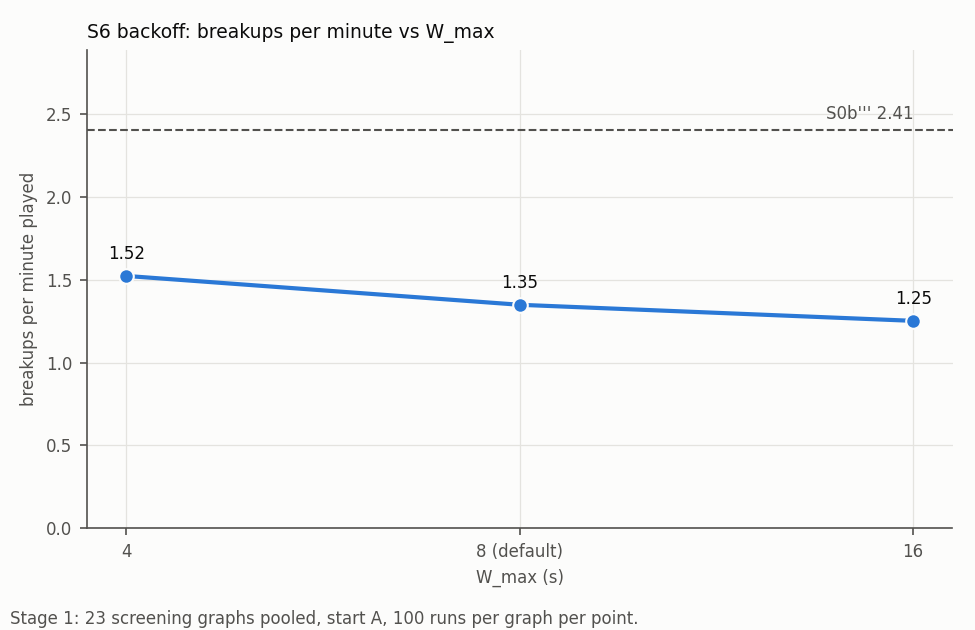 S6 backoff: breakups per minute vs W_max
2.5
S0b''' 2.41
2.0
1.52
1.5
1.35
1.25
1.0
0.5
0.0
breakups per minute played
4
8 (default)
16
W_max (s)
Stage 1: 23 screening graphs pooled, start A, 100 runs per graph per point.